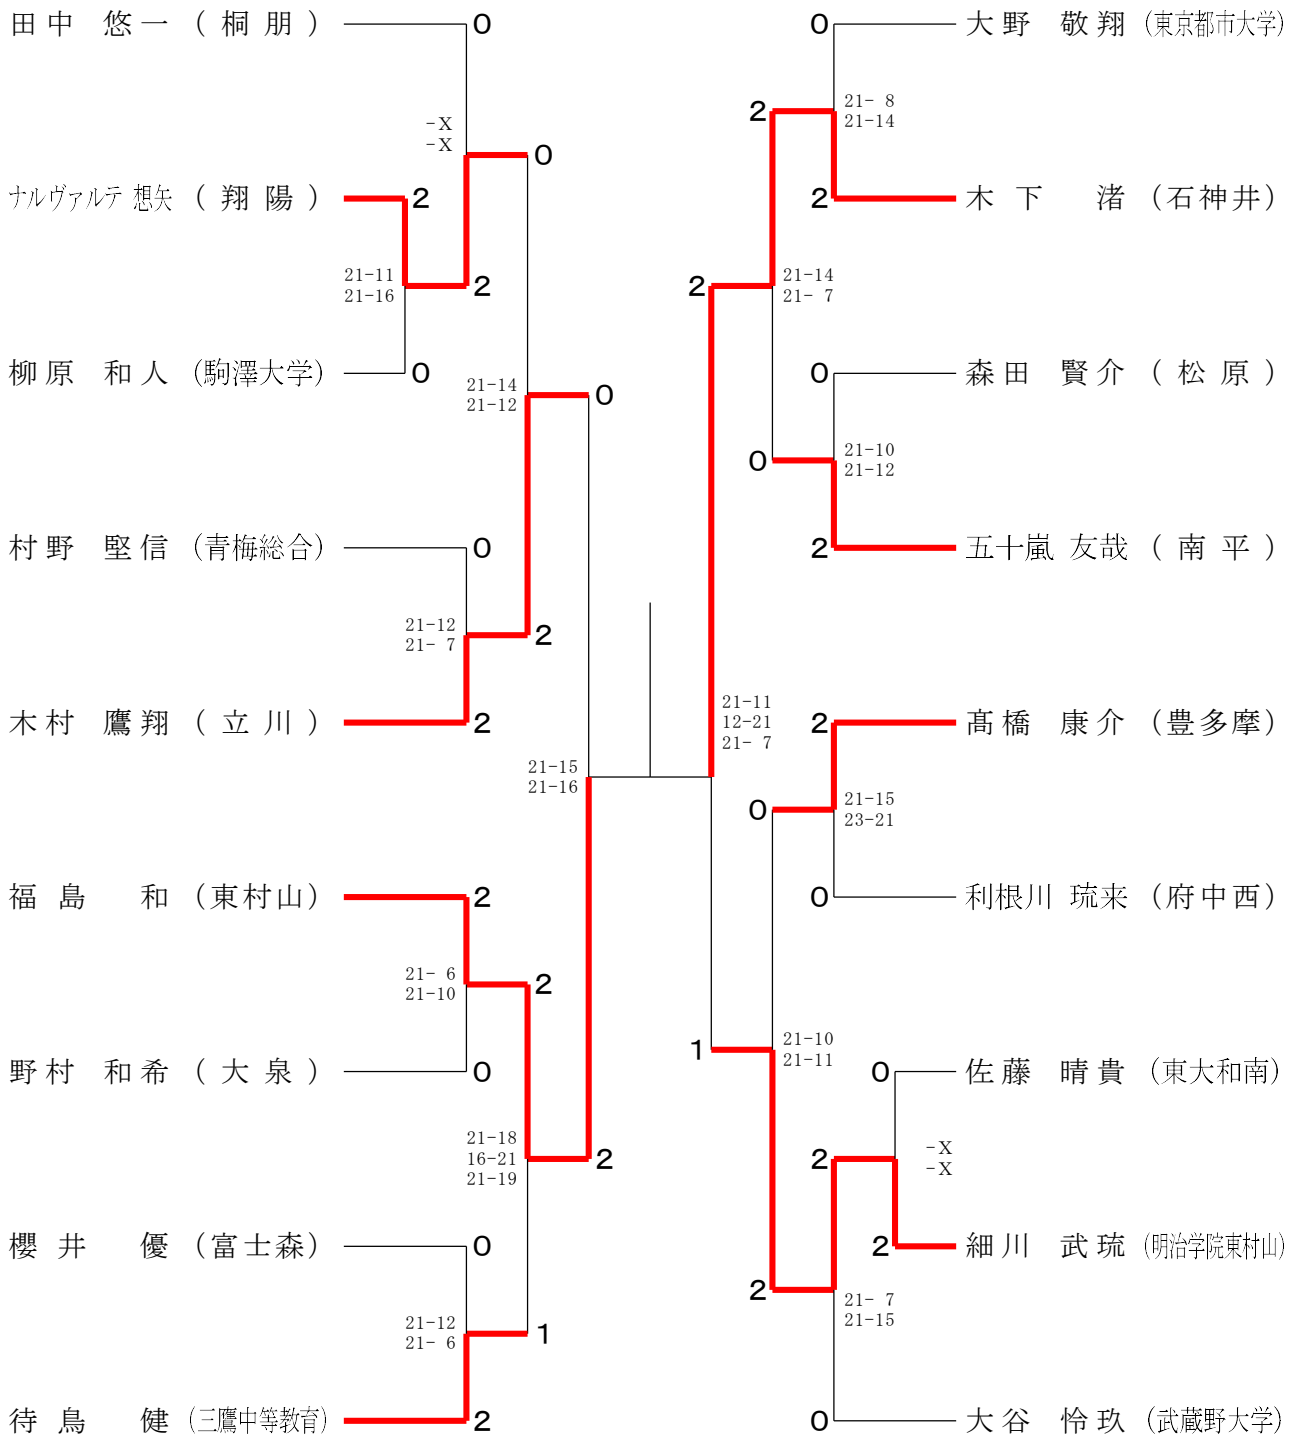 田中 悠一 (桐朋)
0
-X
-X
0
ナルヴァルテ 想矢 (翔陽)
2
21-11
21-16
2
柳原 和人 (駒澤大学)
0
21-14
21-12
0
村野 堅信 (青梅総合)
0
21-12
21- 7
2
木村 鷹翔 (立川)
2
21-15
21-16
福島 和 (東村山)
2
21- 6
21-10
2
野村 和希 (大泉)
0
21-18
16-21
21-19
2
櫻井 優 (富士森)
0
21-12
21- 6
1
待鳥 健 (三鷹中等教育)
2
0
大野 敬翔 (東京都市大学)
2
21- 8
21-14
2
木下 渚 (石神井)
2
21-14
21- 7
0
森田 賢介 (松原)
0
21-10
21-12
2
五十嵐 友哉 (南平)
21-11
12-21
21- 7
2
髙橋 康介 (豊多摩)
0
21-15
23-21
0
利根川 琉来 (府中西)
1
21-10
21-11
0
佐藤 晴貴 (東大和南)
2
-X
-X
2
細川 武琉 (明治学院東村山)
2
21- 7
21-15
0
大谷 怜玖 (武蔵野大学)